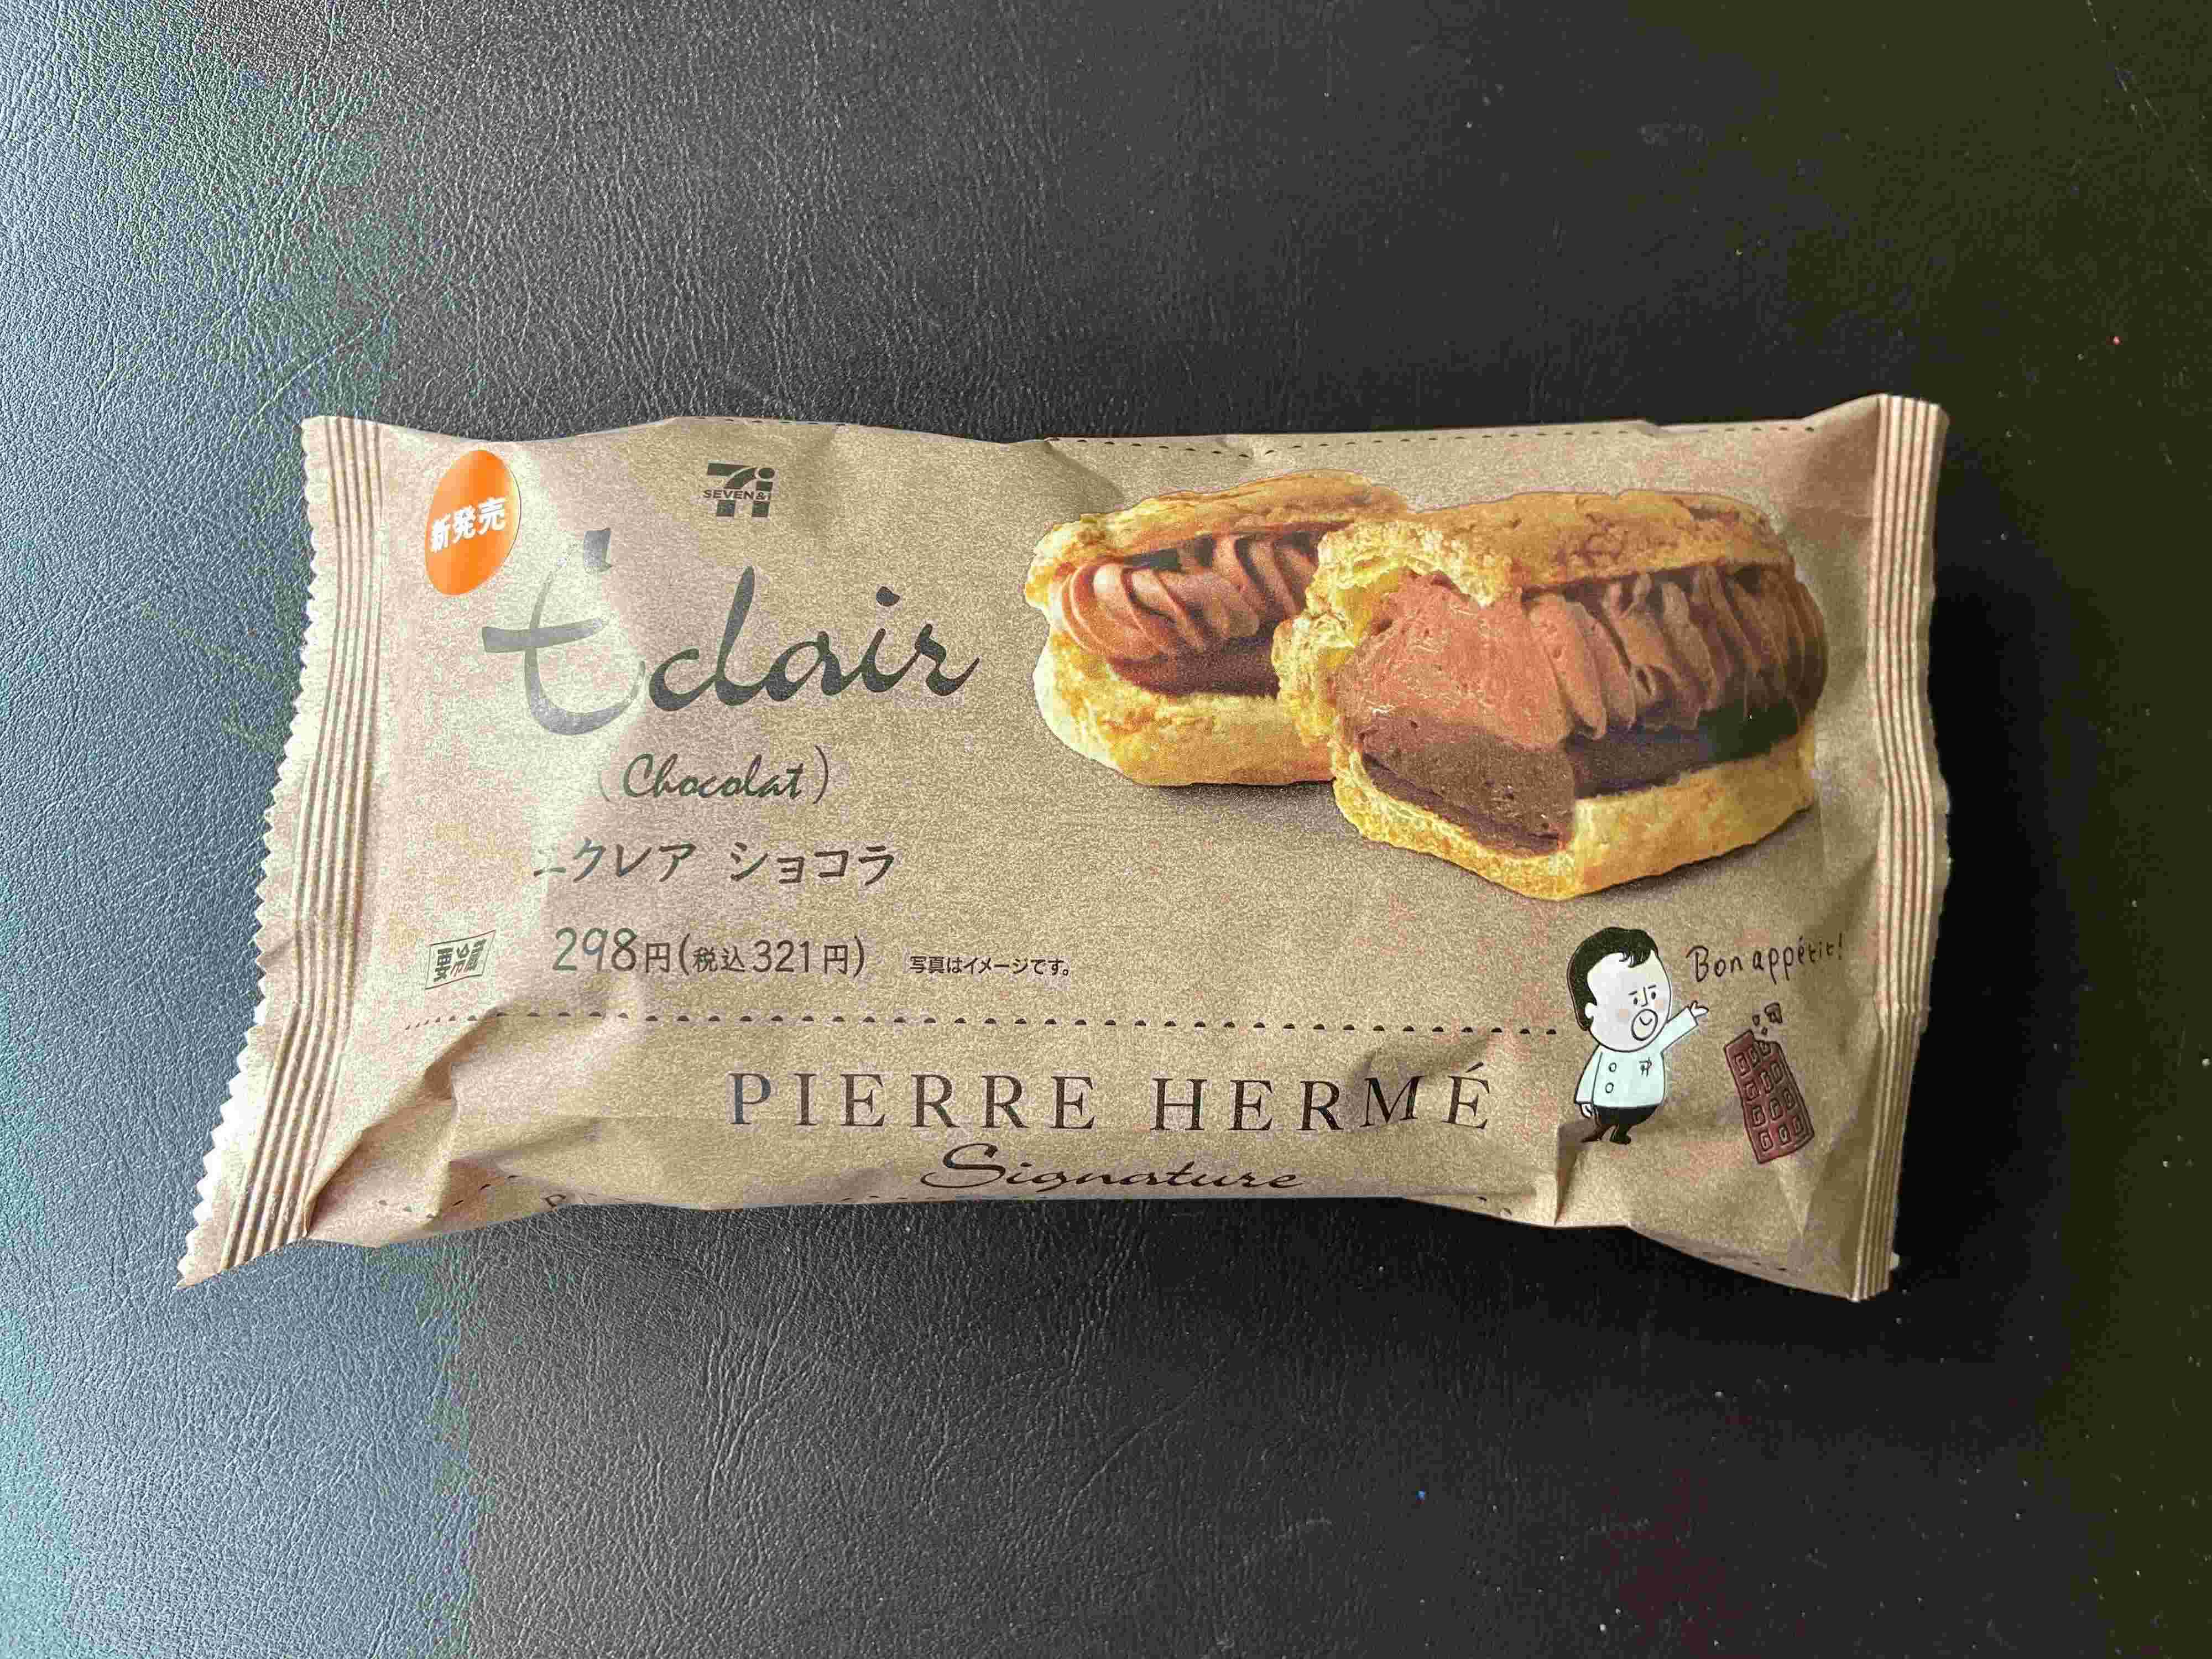 新発売
SEVEN&i
Éclair
(Chocolat)
エクレア ショコラ
要冷蔵
298円(税込321円)
写真はイメージです。
Bon appétit!
PIERRE HERMÉ
Signature